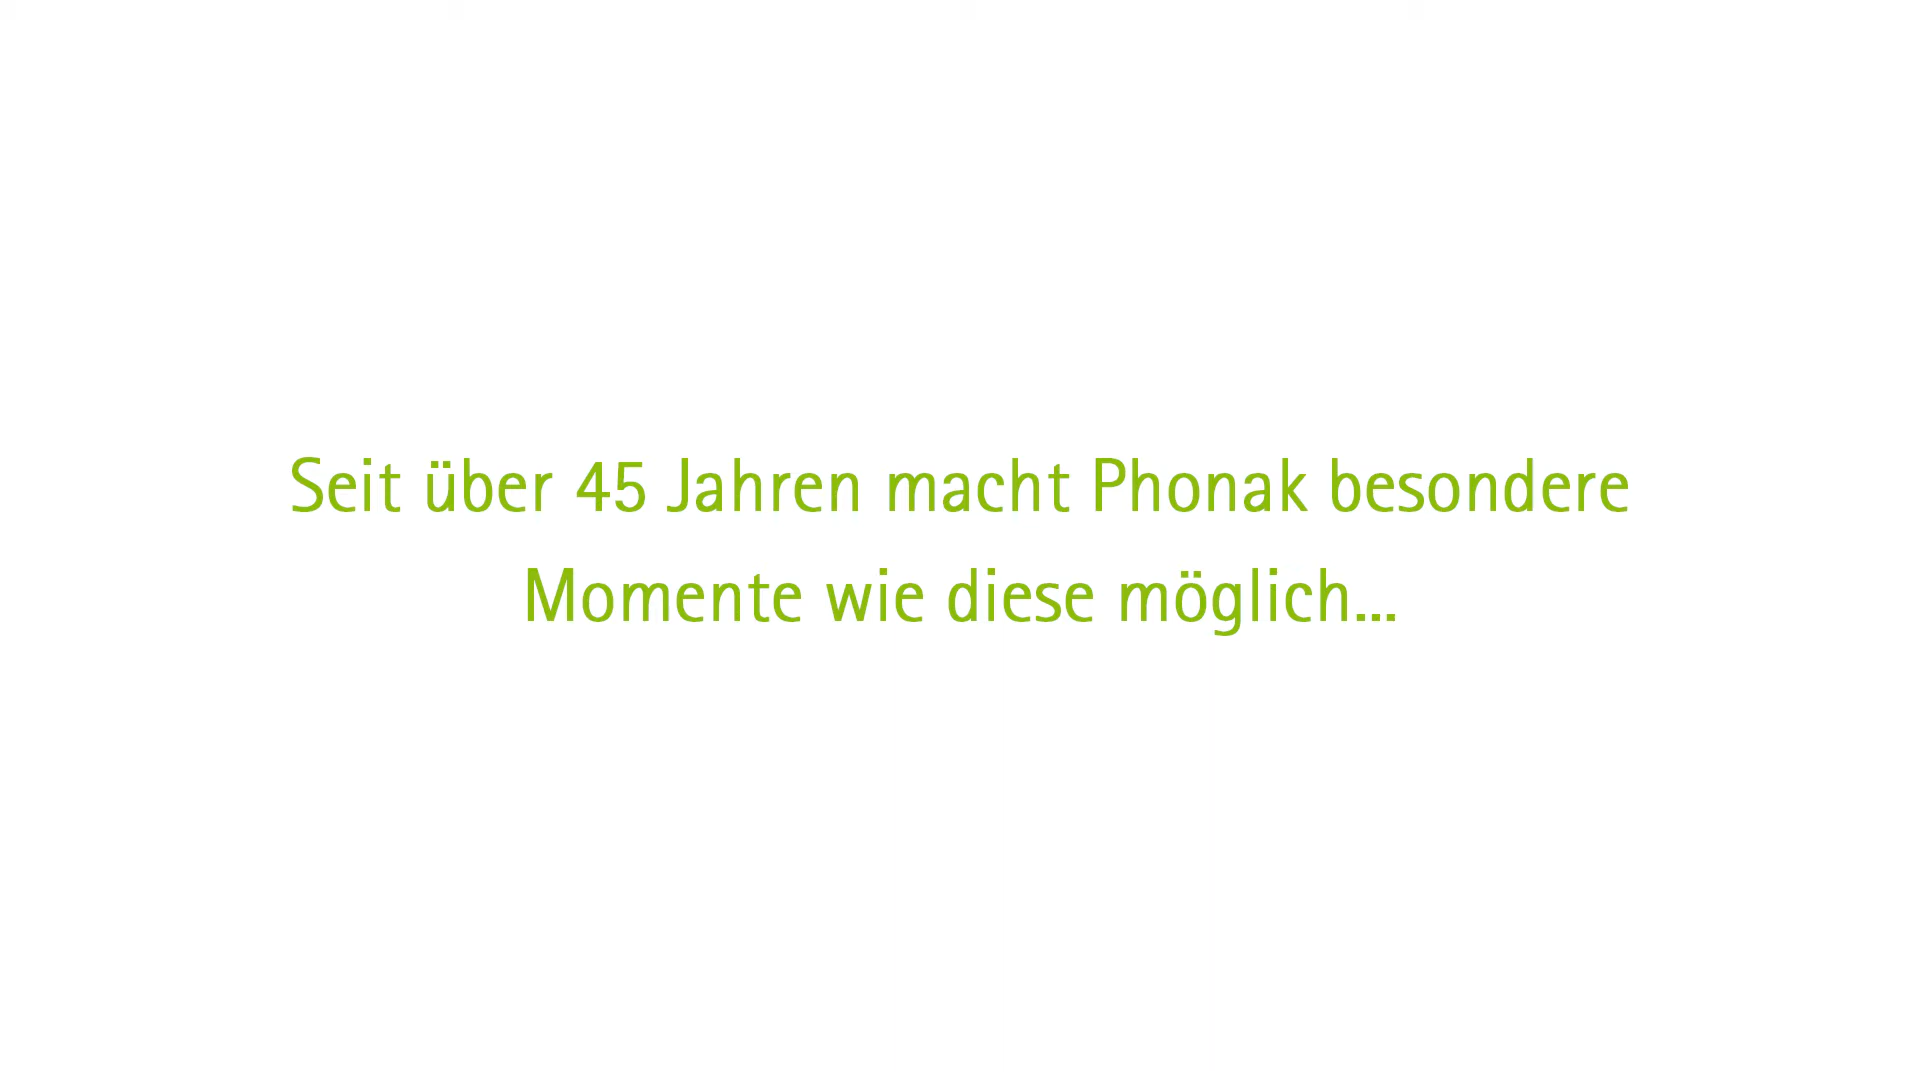 Seit über 45 Jahren macht Phonak besondere
Momente wie diese möglich...